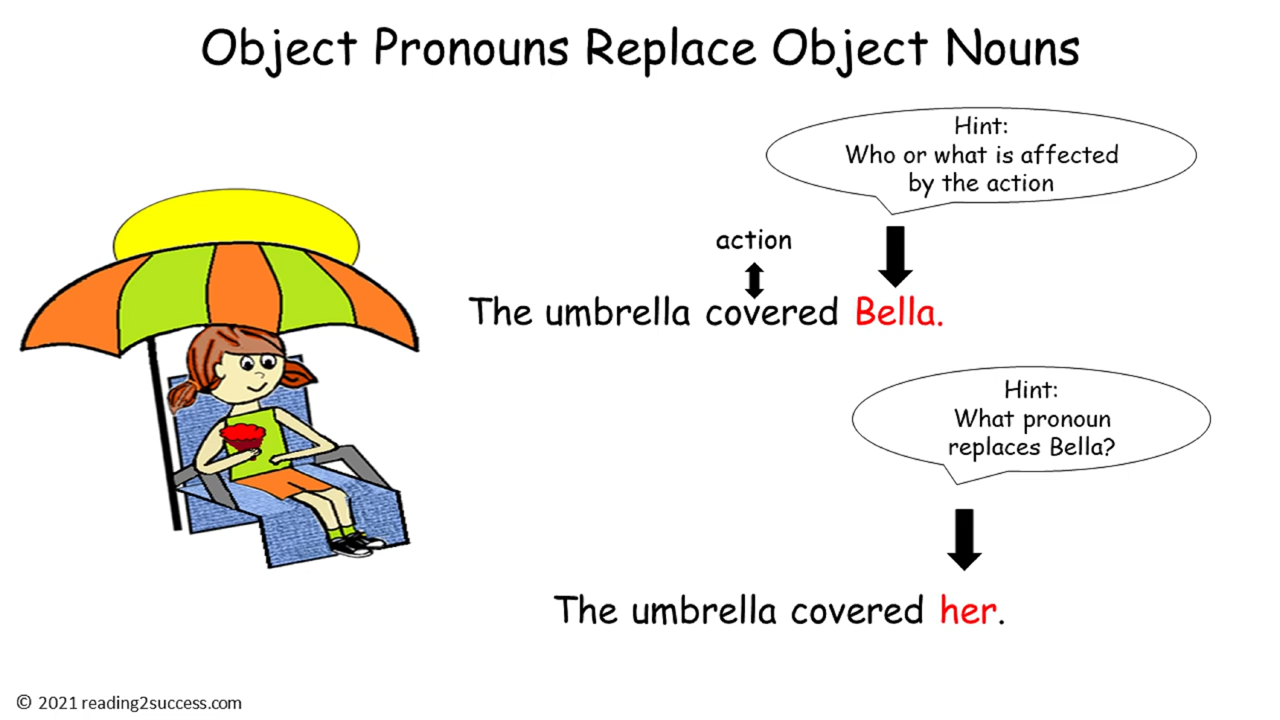 Object Pronouns Replace Object Nouns
Hint:
Who or what is affected
by the action
action
The umbrella covered Bella.
Hint:
What pronoun
replaces Bella?
The umbrella covered her.
© 2021 reading2success.com